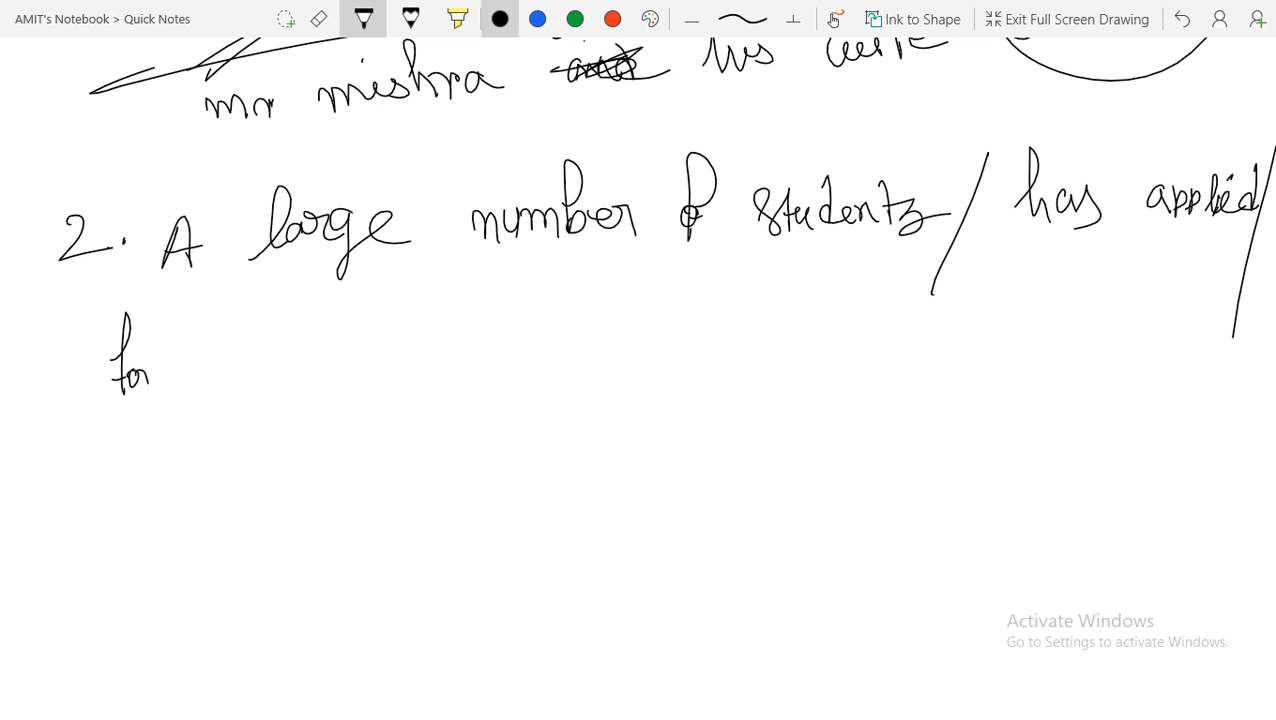 AMIT's Notebook > Quick Notes
Ink to Shape
Exit Full Screen Drawing
mr mishra his
2. A large number of students / has applied /
for
Activate Windows
Go to Settings to activate Windows.